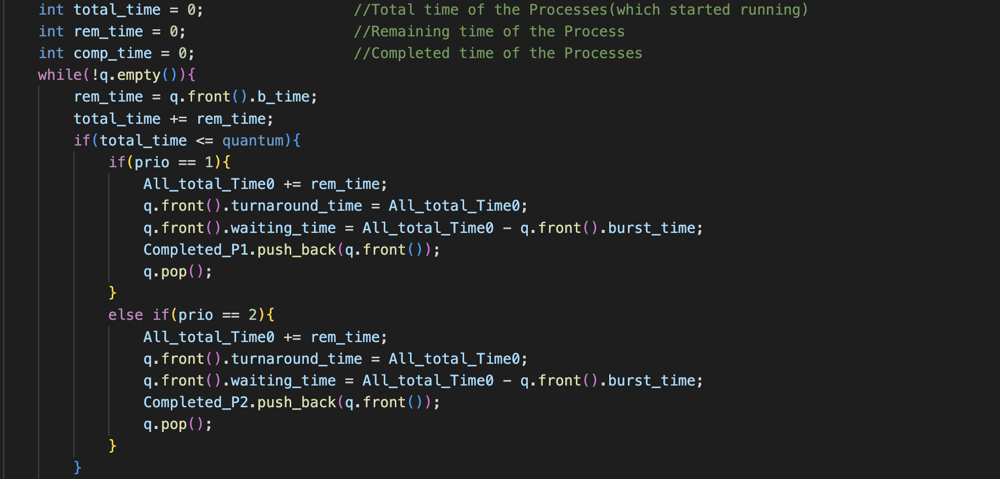 int total_time = 0;                 //Total time of the Processes(which started running)
int rem_time = 0;                   //Remaining time of the Process
int comp_time = 0;                  //Completed time of the Processes
while(!q.empty()){
    rem_time = q.front().b_time;
    total_time += rem_time;
    if(total_time <= quantum){
        if(prio == 1){
            All_total_Time0 += rem_time;
            q.front().turnaround_time = All_total_Time0;
            q.front().waiting_time = All_total_Time0 - q.front().burst_time;
            Completed_P1.push_back(q.front());
            q.pop();
        }
        else if(prio == 2){
            All_total_Time0 += rem_time;
            q.front().turnaround_time = All_total_Time0;
            q.front().waiting_time = All_total_Time0 - q.front().burst_time;
            Completed_P2.push_back(q.front());
            q.pop();
        }
    }